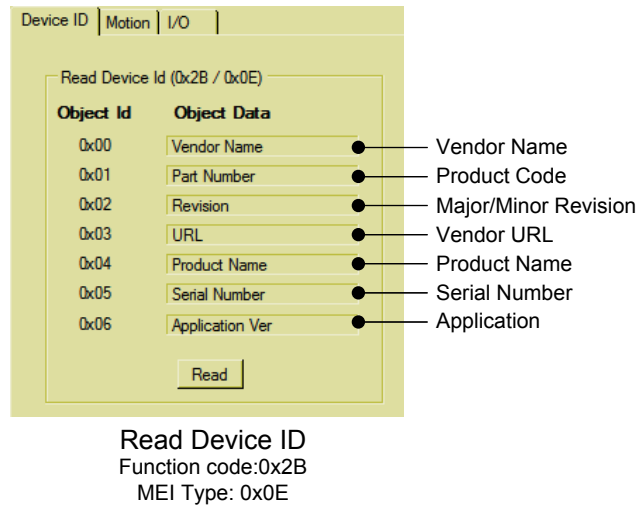 Device ID Motion I/O
Read Device Id (0x2B / 0x0E)
Object Id Object Data
0x00 Vendor Name Vendor Name
0x01 Part Number Product Code
0x02 Revision Major/Minor Revision
0x03 URL Vendor URL
0x04 Product Name Product Name
0x05 Serial Number Serial Number
0x06 Application Ver Application
Read
Read Device ID
Function code:0x2B
MEI Type: 0x0E